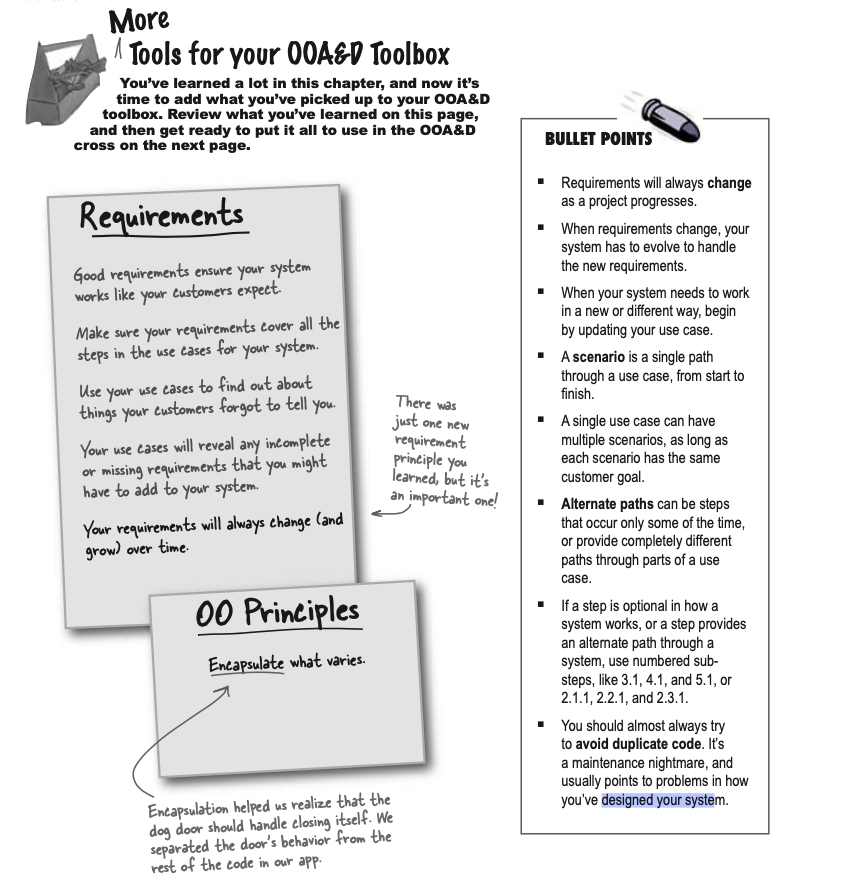 More
Tools for your OOA&D Toolbox
You've learned a lot in this chapter, and now it's
time to add what you've picked up to your OOA&D
toolbox. Review what you've learned on this page,
and then get ready to put it all to use in the OOA&D
cross on the next page.
Requirements
Good requirements ensure your system
works like your customers expect.
Make sure your requirements cover all the
steps in the use cases for your system.
Use your use cases to find out about
things your customers forgot to tell you.
Your use cases will reveal any incomplete
or missing requirements that you might
have to add to your system.
Your requirements will always change (and
grow) over time.
There was
just one new
requirement
principle you
learned, but it's
an important one!
OO Principles
Encapsulate what varies.
Encapsulation helped us realize that the
dog door should handle closing itself. We
separated the door's behavior from the
rest of the code in our app.
BULLET POINTS
▪ Requirements will always change
as a project progresses.
▪ When requirements change, your
system has to evolve to handle
the new requirements.
▪ When your system needs to work
in a new or different way, begin
by updating your use case.
▪ A scenario is a single path
through a use case, from start to
finish.
▪ A single use case can have
multiple scenarios, as long as
each scenario has the same
customer goal.
▪ Alternate paths can be steps
that occur only some of the time,
or provide completely different
paths through parts of a use
case.
▪ If a step is optional in how a
system works, or a step provides
an alternate path through a
system, use numbered sub-
steps, like 3.1, 4.1, and 5.1, or
2.1.1, 2.2.1, and 2.3.1.
▪ You should almost always try
to avoid duplicate code. It's
a maintenance nightmare, and
usually points to problems in how
you've designed your system.